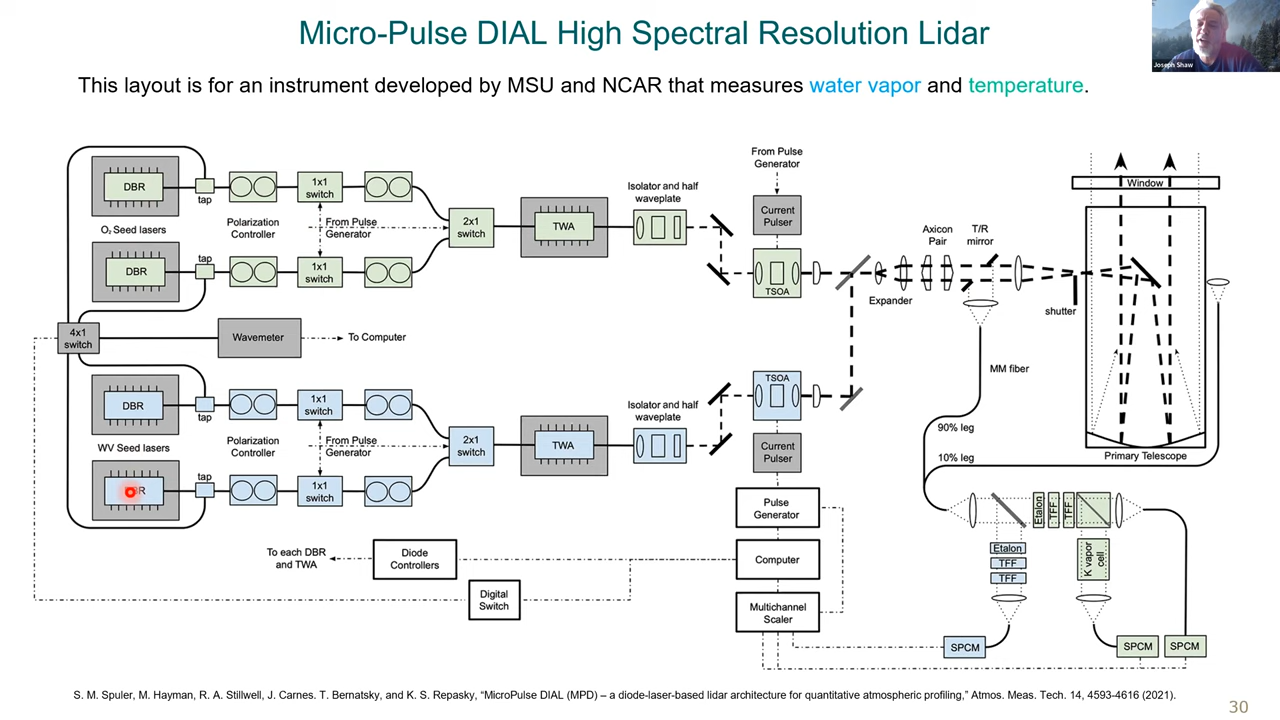 Micro-Pulse DIAL High Spectral Resolution Lidar
Joseph Shaw
This layout is for an instrument developed by MSU and NCAR that measures water vapor and temperature.
DBR
tap
O₂ Seed lasers
DBR
tap
Polarization
Controller
1x1
switch
From Pulse
Generator
1x1
switch
2x1
switch
TWA
Isolator and half
waveplate
From Pulse
Generator
Current
Pulser
TSOA
Expander
Axicon
Pair
T/R
mirror
shutter
Window
Primary Telescope
4x1
switch
Wavemeter
To Computer
DBR
tap
WV Seed lasers
tap
Polarization
Controller
1x1
switch
From Pulse
Generator
1x1
switch
2x1
switch
TWA
Isolator and half
waveplate
TSOA
Current
Pulser
MM fiber
90% leg
10% leg
Pulse
Generator
Computer
Multichannel
Scaler
To each DBR
and TWA
Diode
Controllers
Digital
Switch
Etalon
TFF
TFF
Etalon
TFF
TFF
K vapor
cell
SPCM
SPCM
SPCM
S. M. Spuler, M. Hayman, R. A. Stillwell, J. Carnes. T. Bernatsky, and K. S. Repasky, “MicroPulse DIAL (MPD) – a diode-laser-based lidar architecture for quantitative atmospheric profiling,” Atmos. Meas. Tech. 14, 4593-4616 (2021).
30